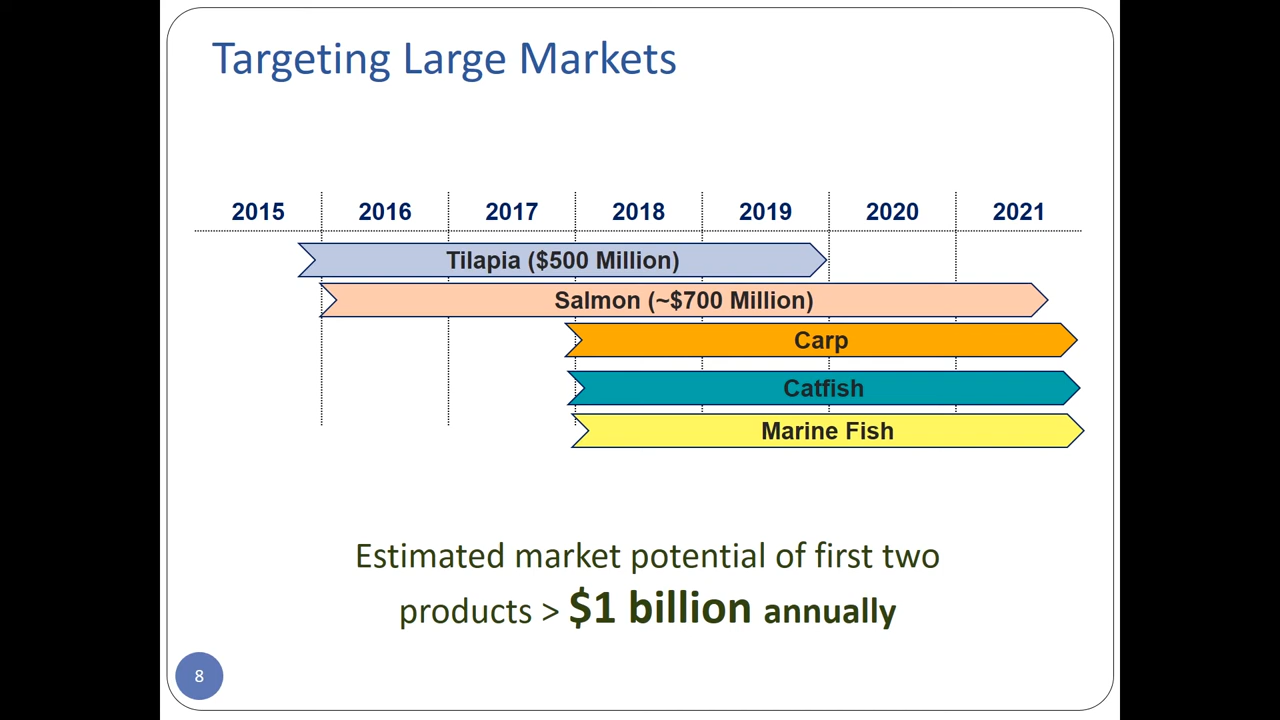 Targeting Large Markets
2015 2016 2017 2018 2019 2020 2021
Tilapia ($500 Million)
Salmon (~$700 Million)
Carp
Catfish
Marine Fish
Estimated market potential of first two
products > $1 billion annually
8